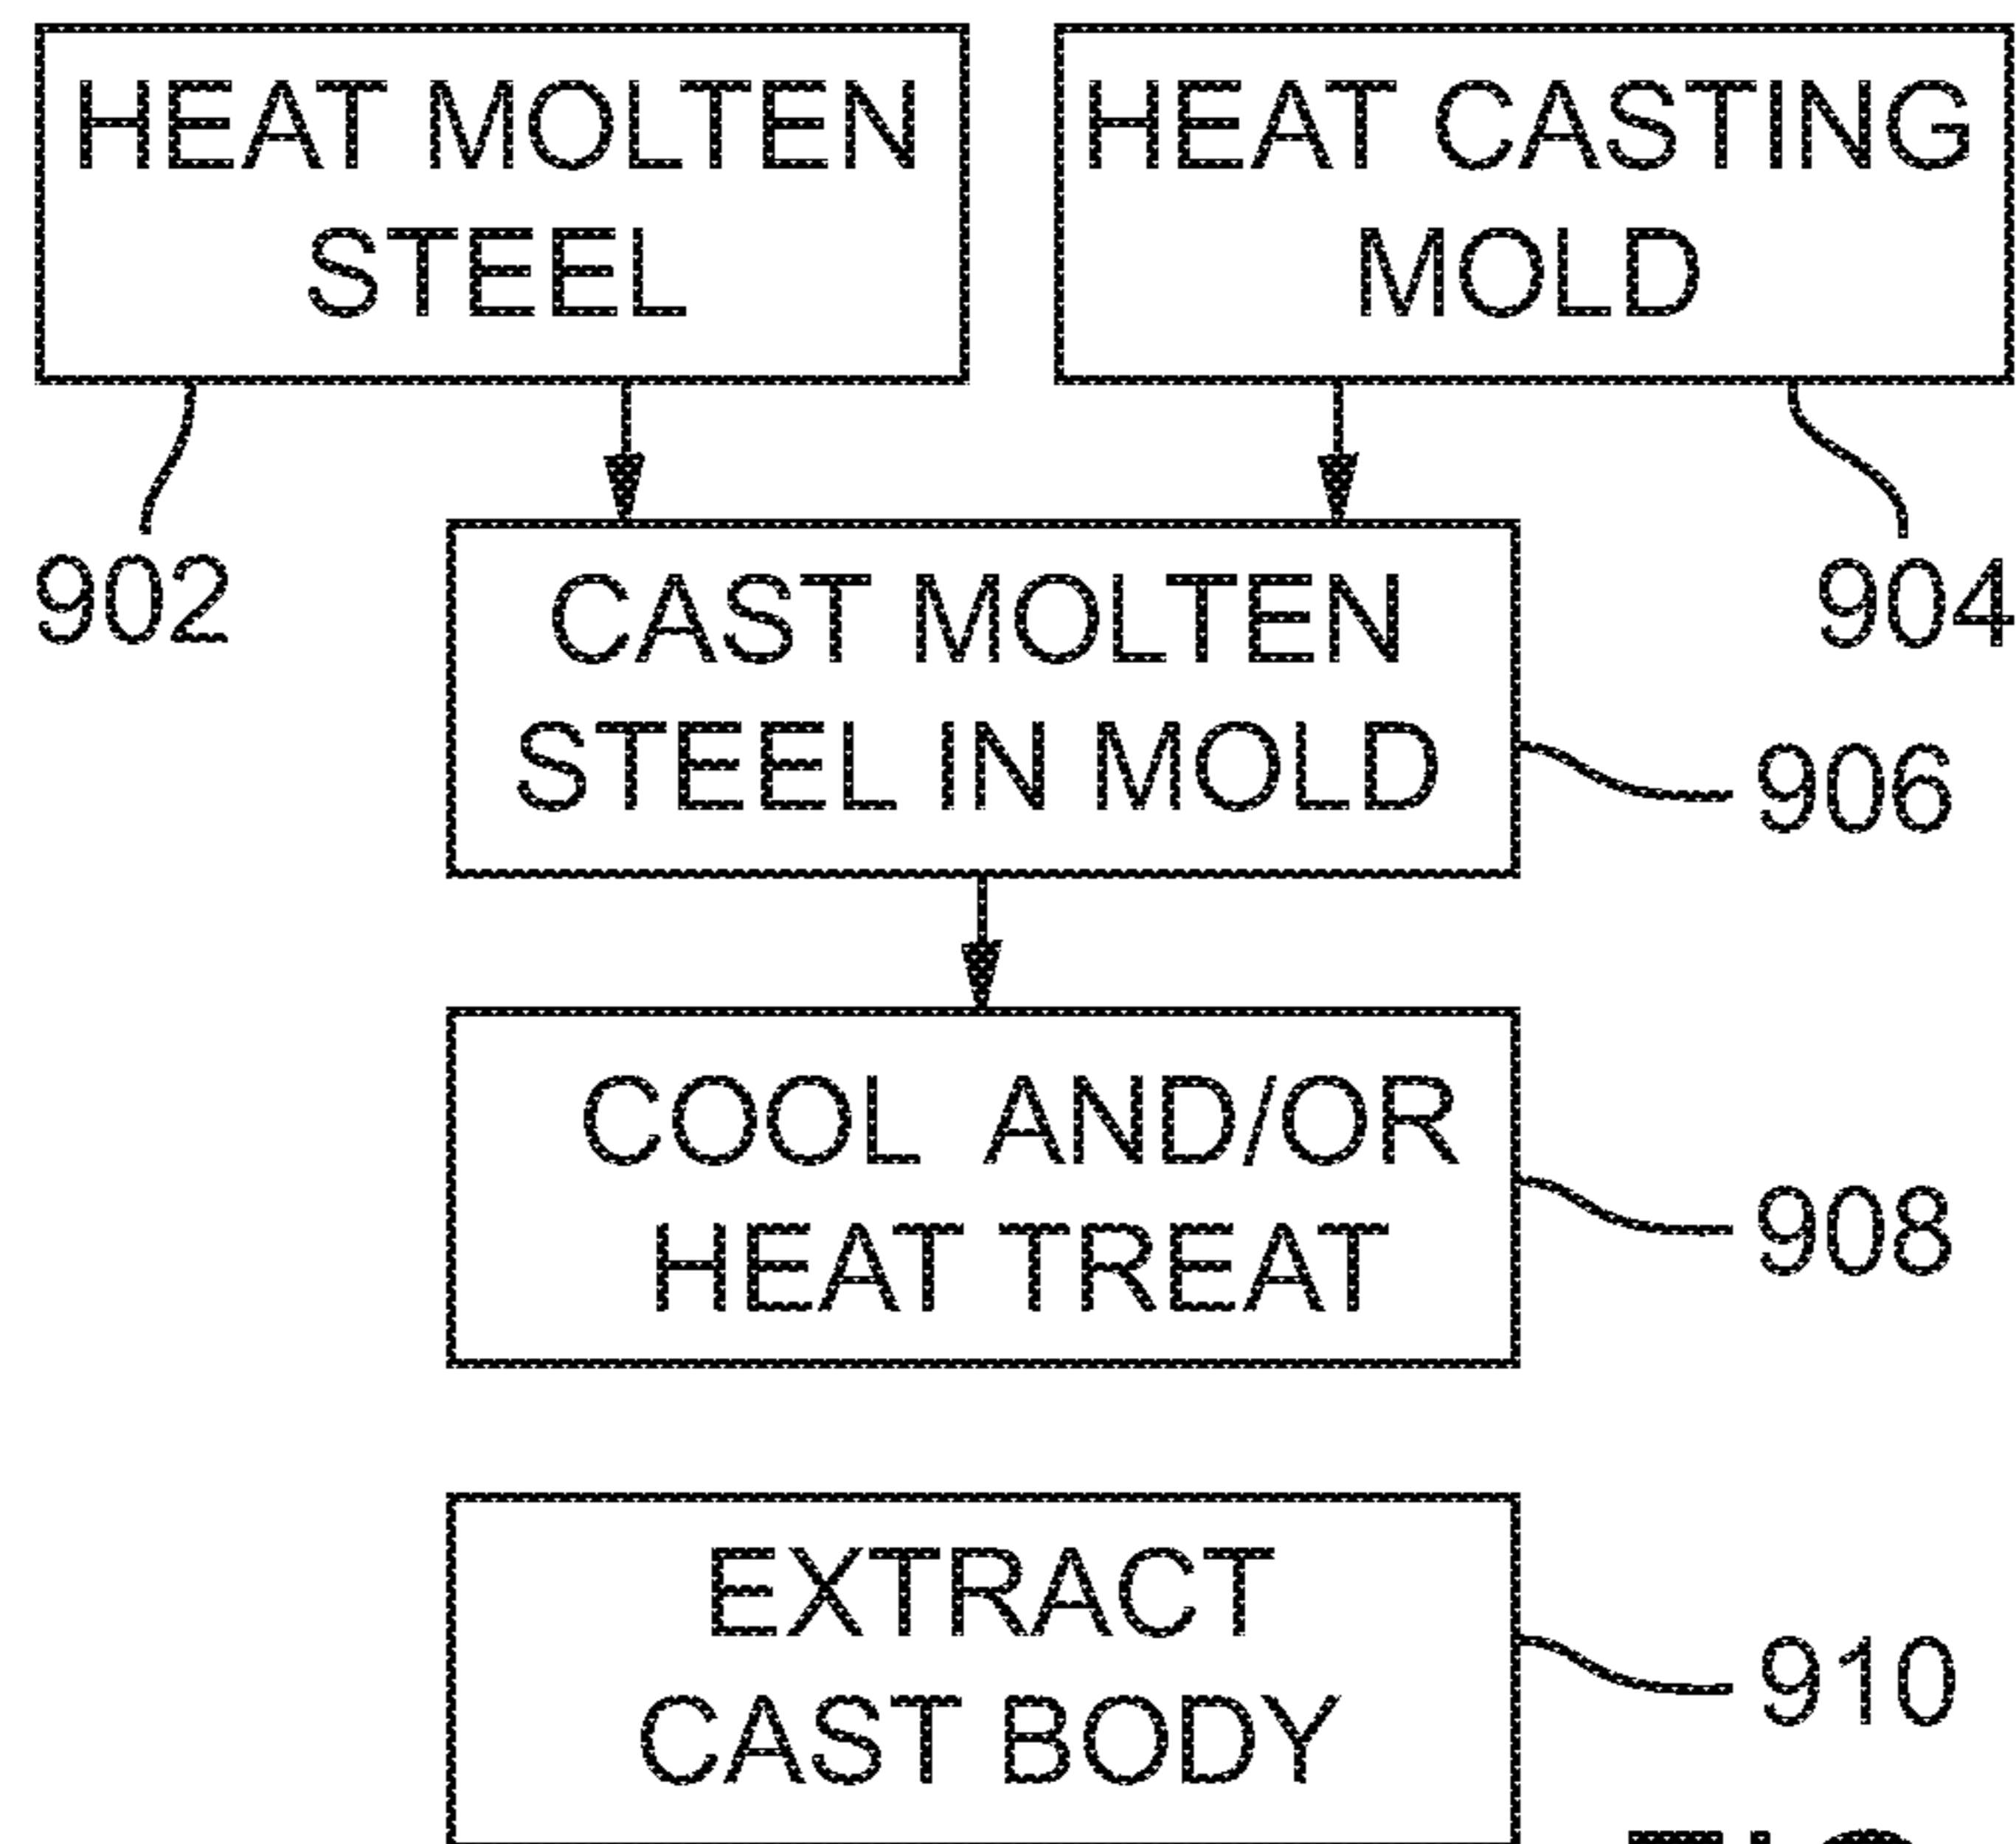 HEAT MOLTEN
STEEL
HEAT CASTING
MOLD
902
904
CAST MOLTEN
STEEL IN MOLD
906
COOL AND/OR
HEAT TREAT
908
EXTRACT
CAST BODY
910